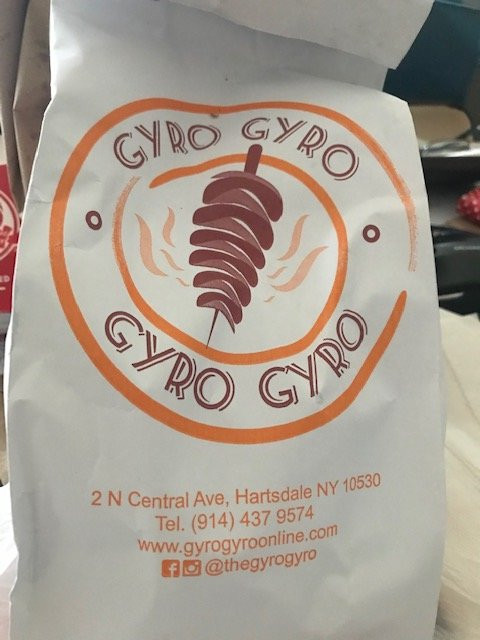 GYRO GYRO
GYRO GYRO
2 N Central Ave, Hartsdale NY 10530
Tel. (914) 437 9574
www.gyrogyroonline.com
@thegyrogyro